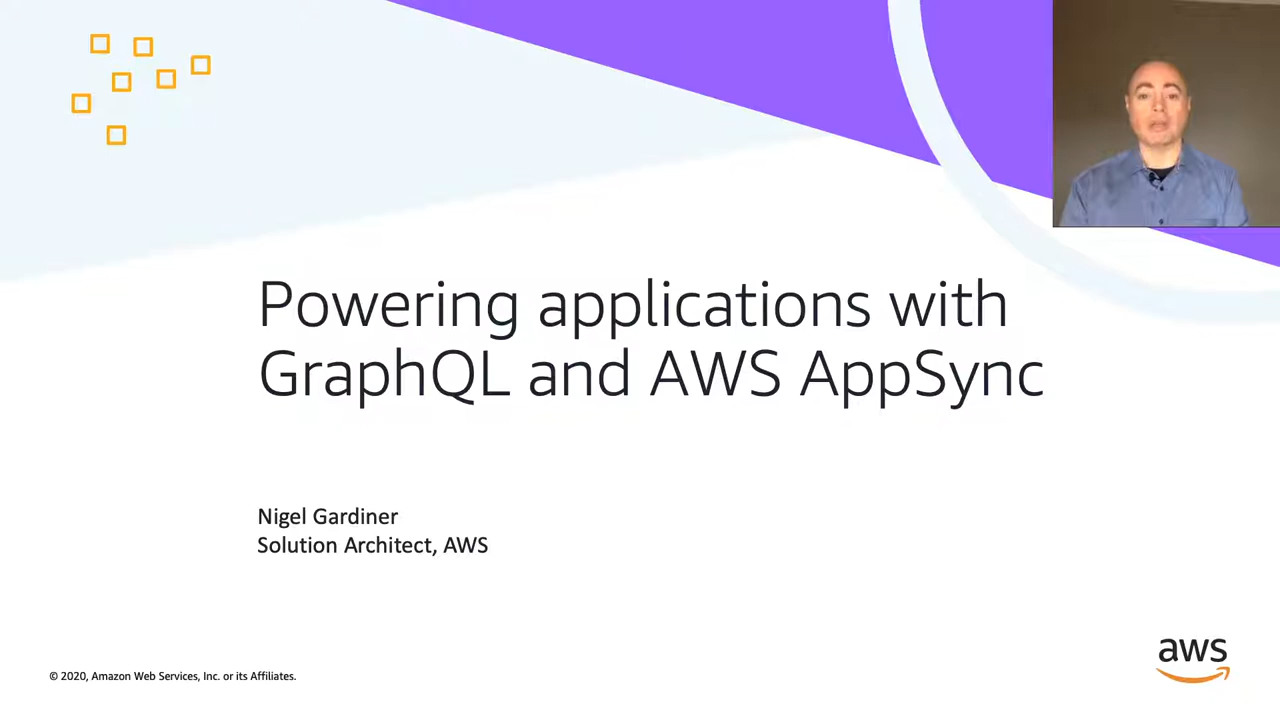 Powering applications with
GraphQL and AWS AppSync
Nigel Gardiner
Solution Architect, AWS
© 2020, Amazon Web Services, Inc. or its Affiliates.
aws